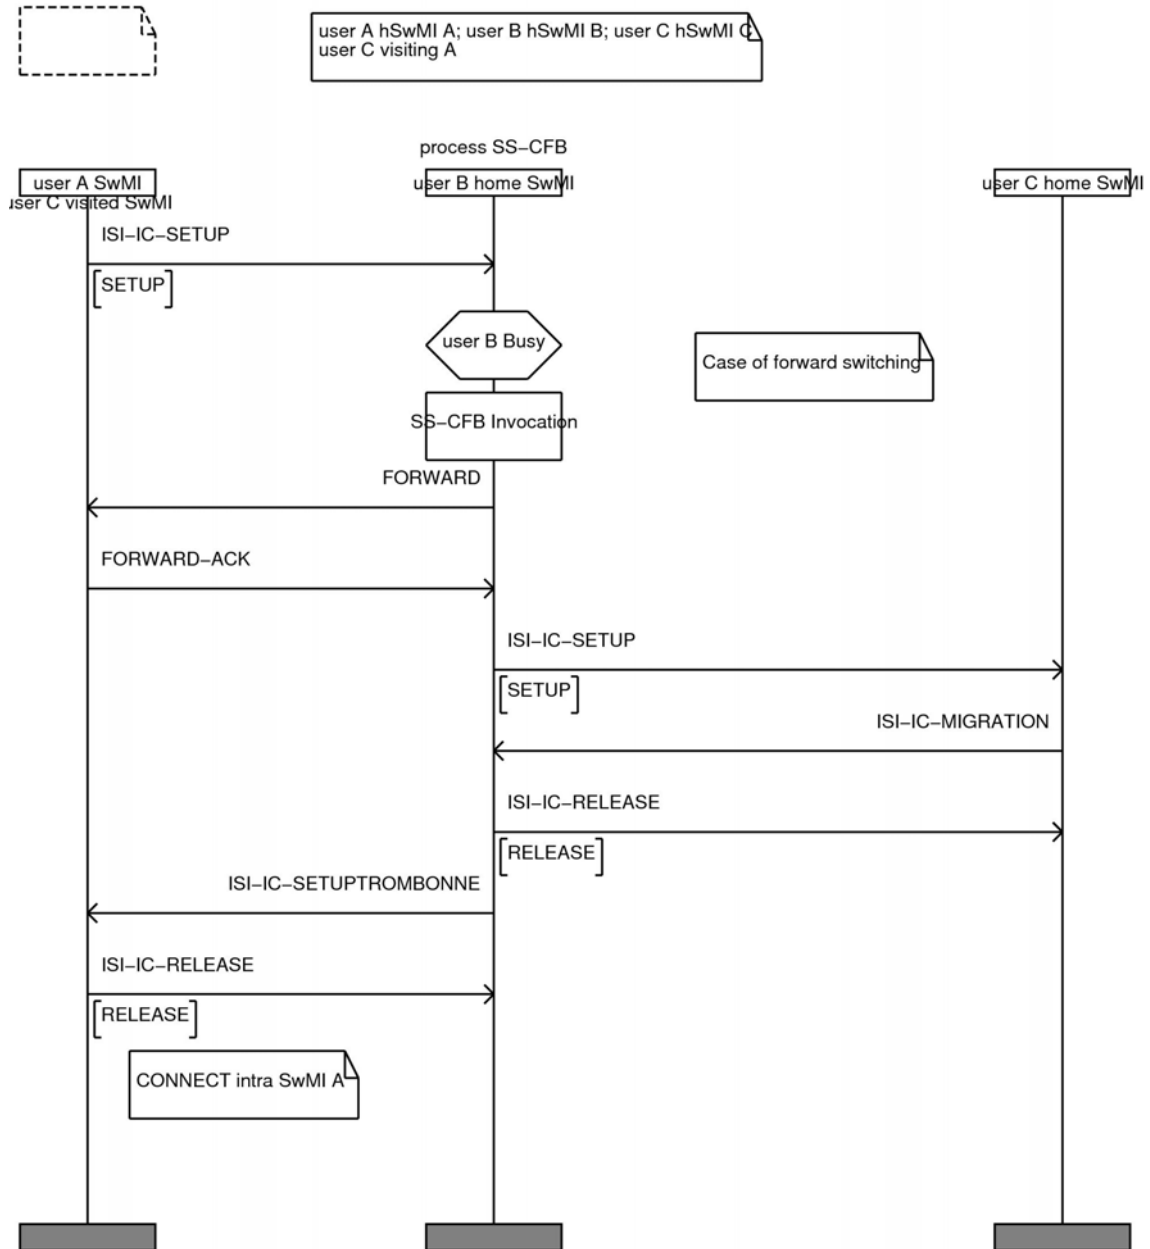 user A hSwMI A; user B hSwMI B; user C hSwMI C
user C visiting A
process SS−CFB
user A SwMI
user C visited SwMI
user B home SwMI
user C home SwMI
ISI−IC−SETUP
SETUP
user B Busy
Case of forward switching
SS−CFB Invocation
FORWARD
FORWARD−ACK
ISI−IC−SETUP
SETUP
ISI−IC−MIGRATION
ISI−IC−RELEASE
RELEASE
ISI−IC−SETUPTROMBONNE
ISI−IC−RELEASE
RELEASE
CONNECT intra SwMI A